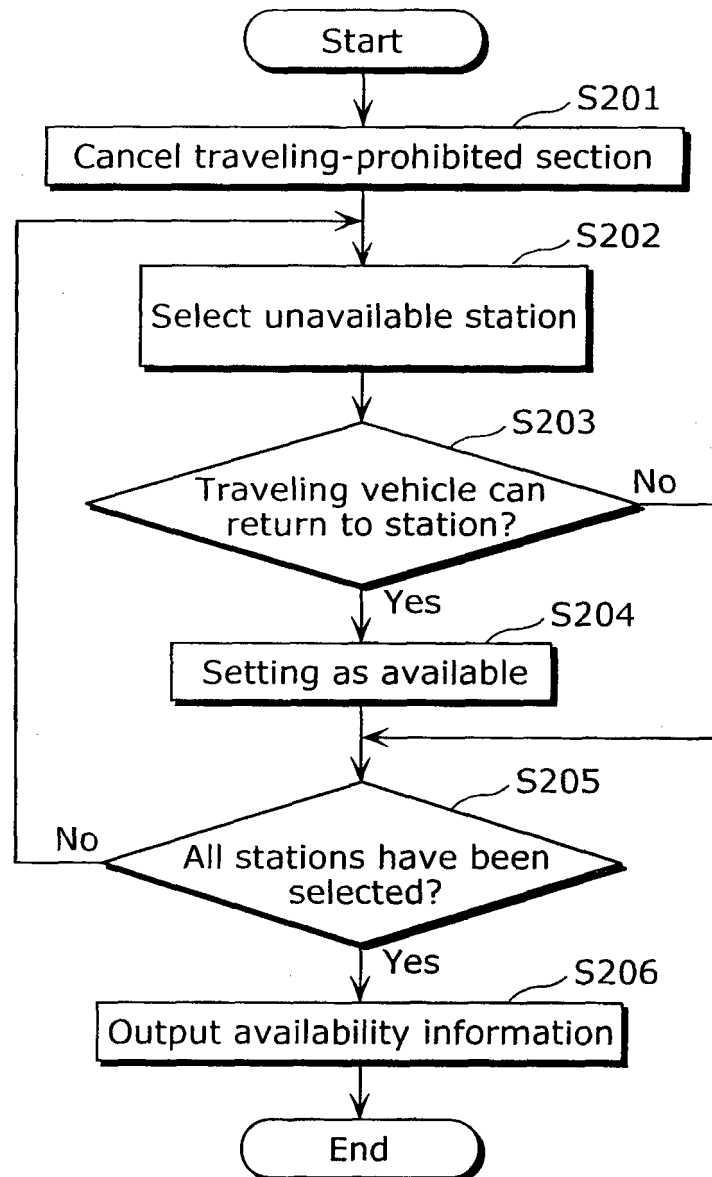 Start
S201
Cancel traveling-prohibited section
S202
Select unavailable station
S203
Traveling vehicle can
return to station?
No
Yes
S204
Setting as available
S205
No
All stations have been
selected?
Yes
S206
Output availability information
End